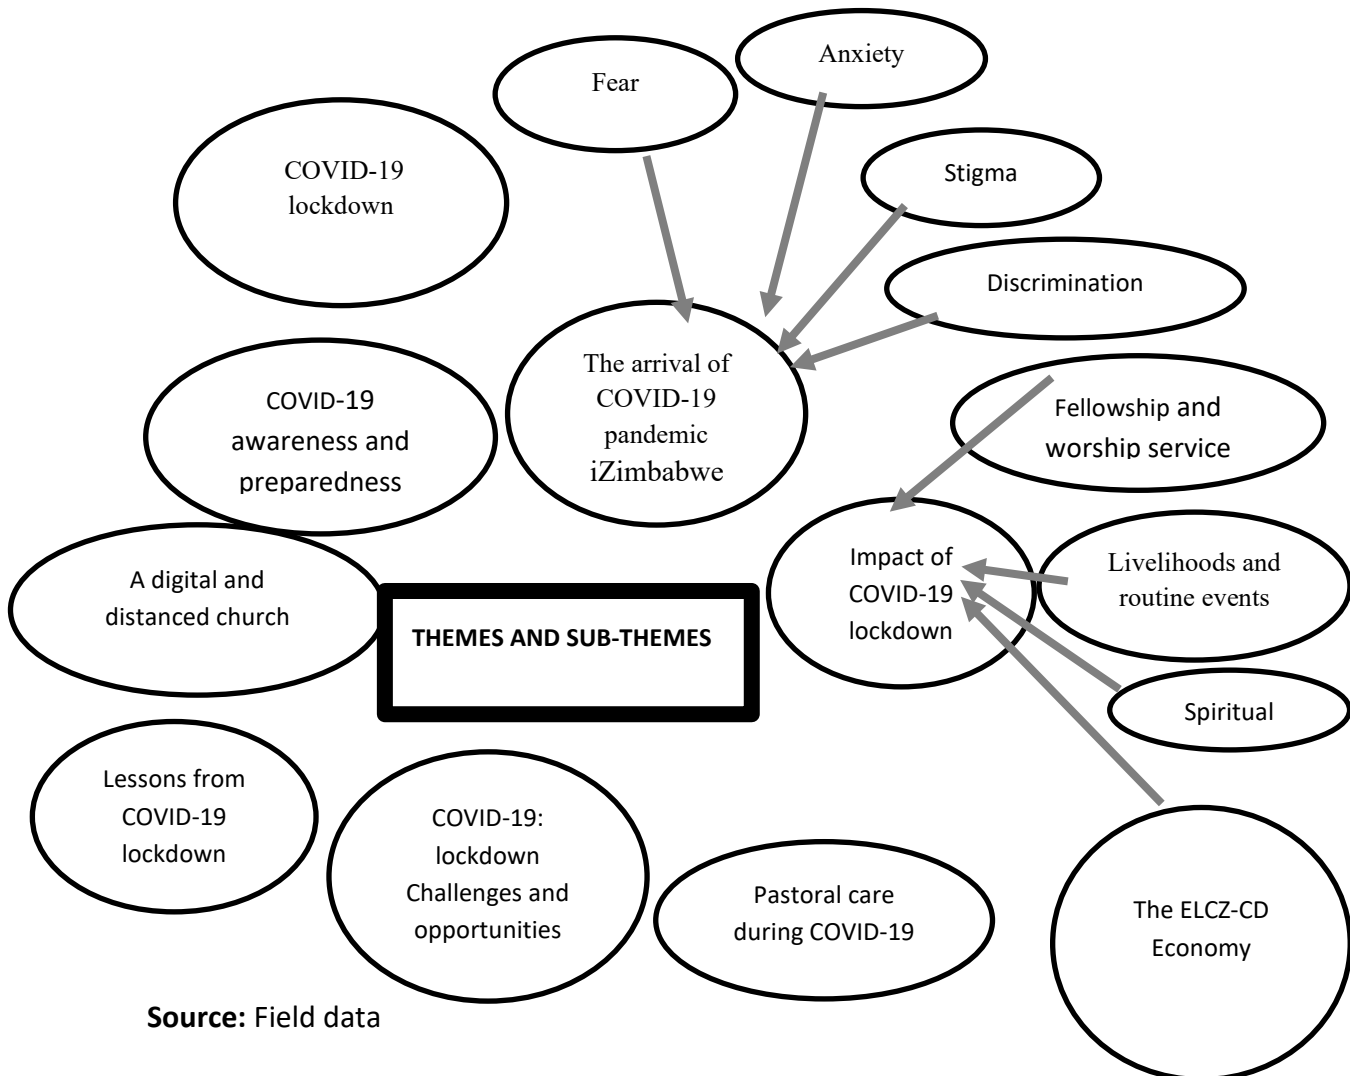 Anxiety
Fear
COVID-19
lockdown
Stigma
Discrimination
The arrival of
COVID-19
pandemic
iZimbabwe
COVID-19
awareness and
preparedness
Fellowship and
worship service
Impact of
COVID-19
lockdown
Livelihoods and
routine events
A digital and
distanced church
THEMES AND SUB-THEMES
Spiritual
Lessons from
COVID-19
lockdown
COVID-19:
lockdown
Challenges and
opportunities
Pastoral care
during COVID-19
The ELCZ-CD
Economy
Source: Field data